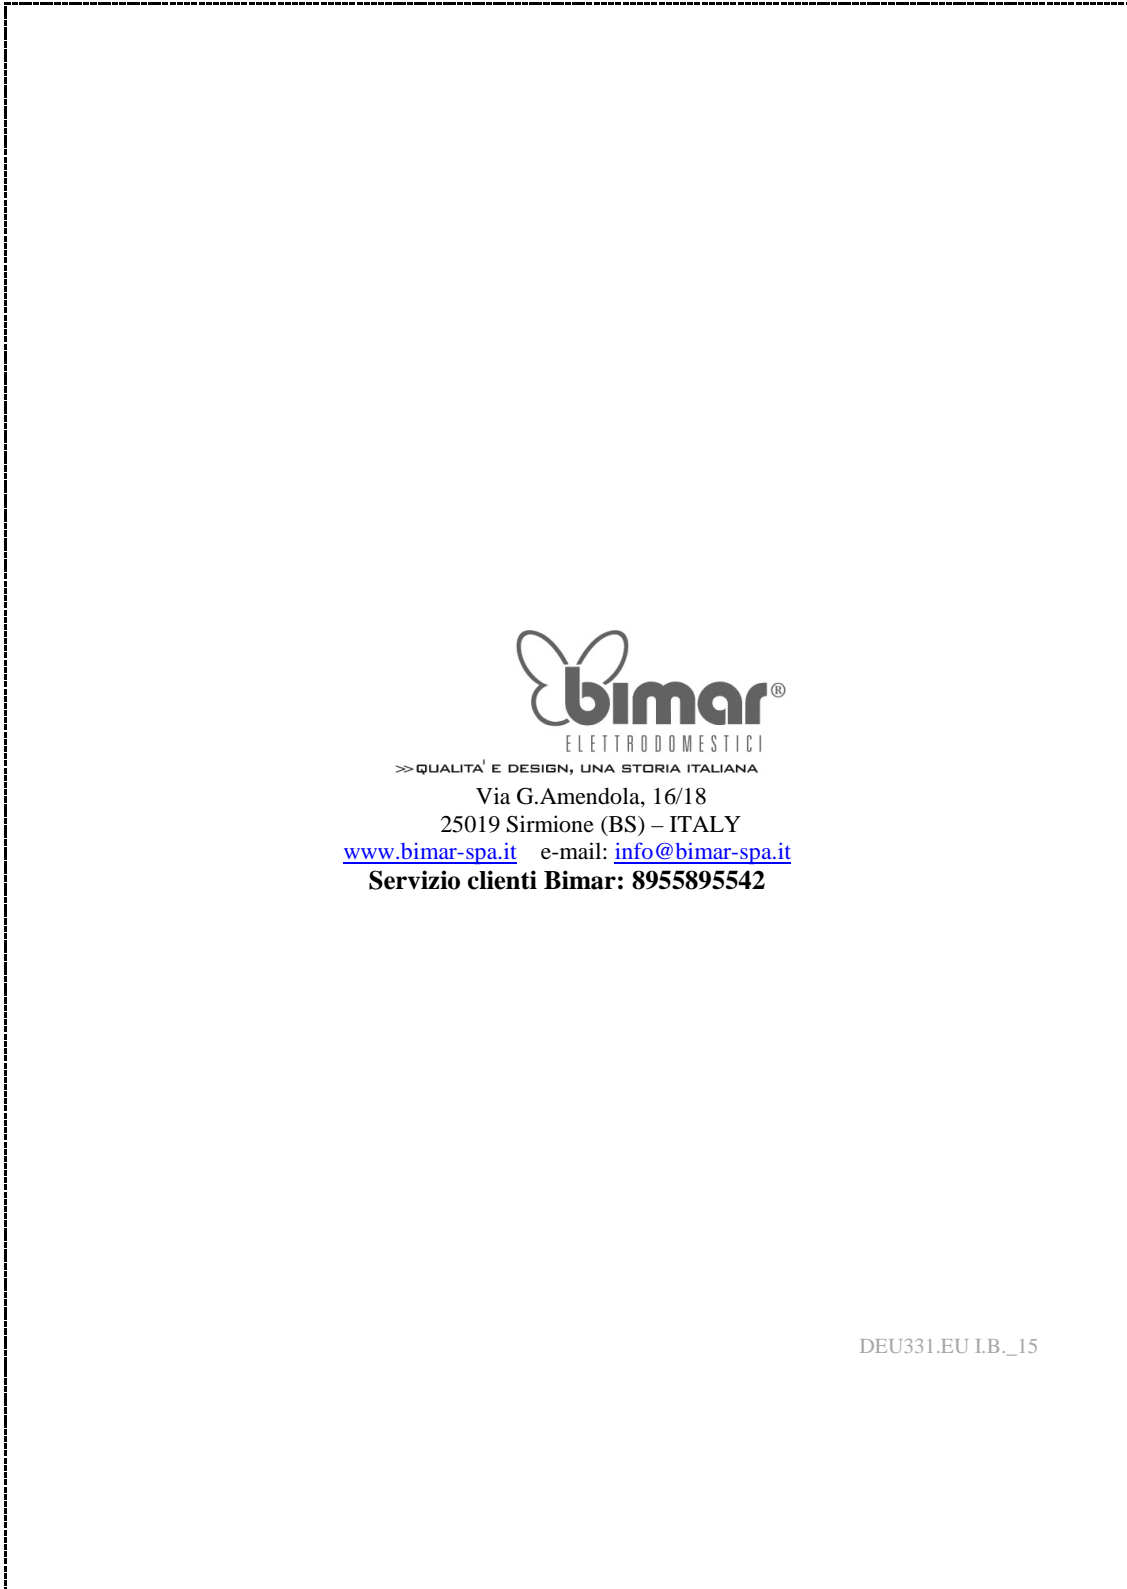 bimar®
ELETTRODOMESTICI
>>QUALITA' E DESIGN, UNA STORIA ITALIANA
Via G.Amendola, 16/18
25019 Sirmione (BS) – ITALY
www.bimar-spa.it e-mail: info@bimar-spa.it
Servizio clienti Bimar: 8955895542
DEU331.EU I.B._15